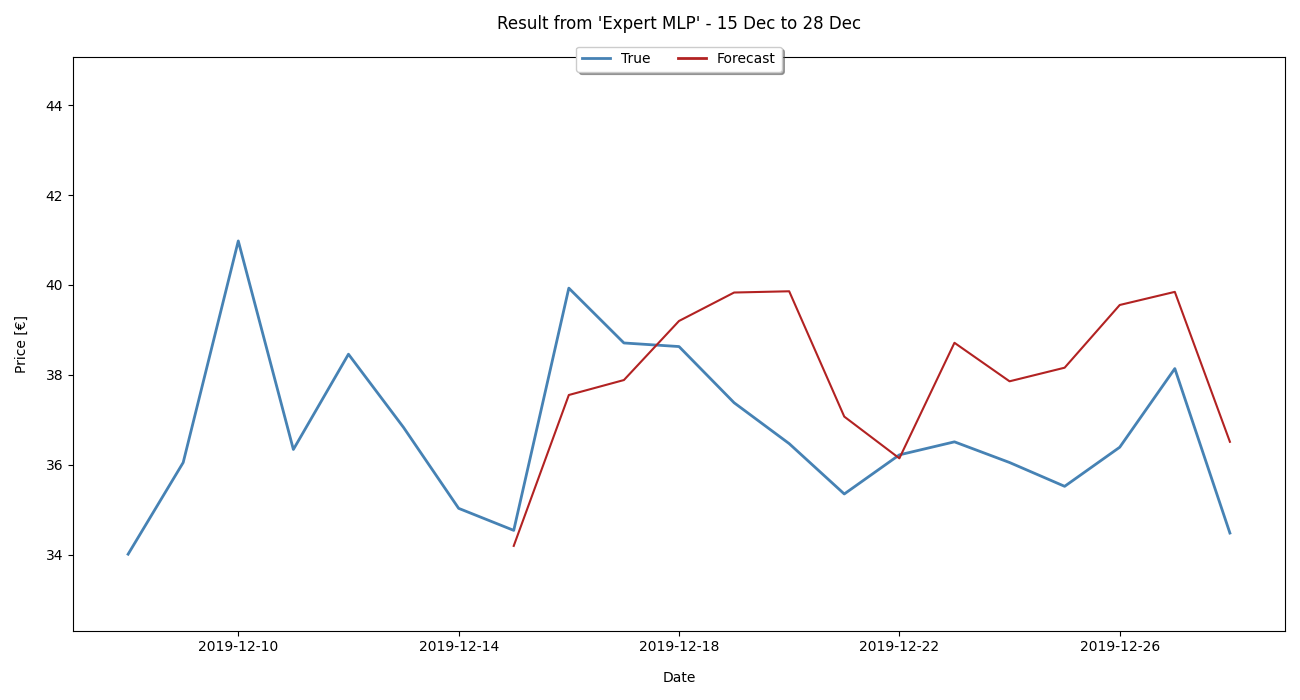 Result from 'Expert MLP' - 15 Dec to 28 Dec
True Forecast
44
42
40
38
36
34
Price [€]
2019-12-10 2019-12-14 2019-12-18 2019-12-22 2019-12-26
Date